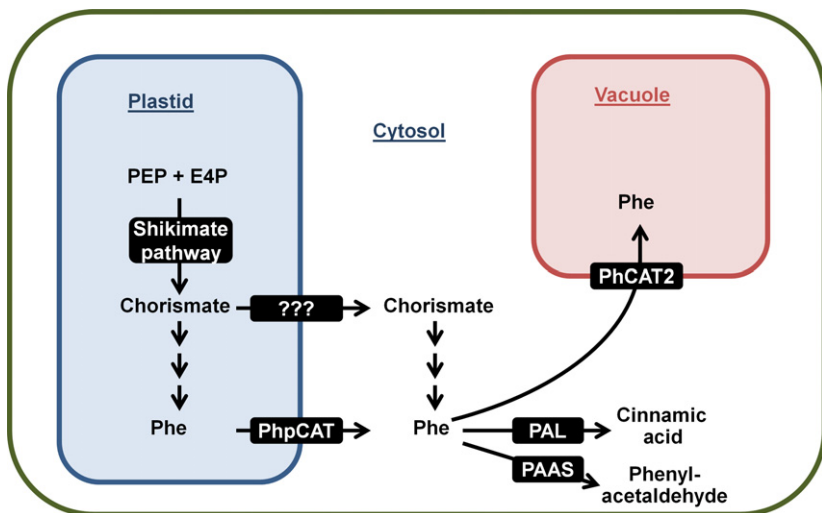 Plastid
Vacuole
Cytosol
PEP + E4P
Phe
Shikimate
pathway
PhCAT2
Chorismate
???
Chorismate
Phe
PhpCAT
Phe
PAL
Cinnamic
acid
PAAS
Phenyl-
acetaldehyde